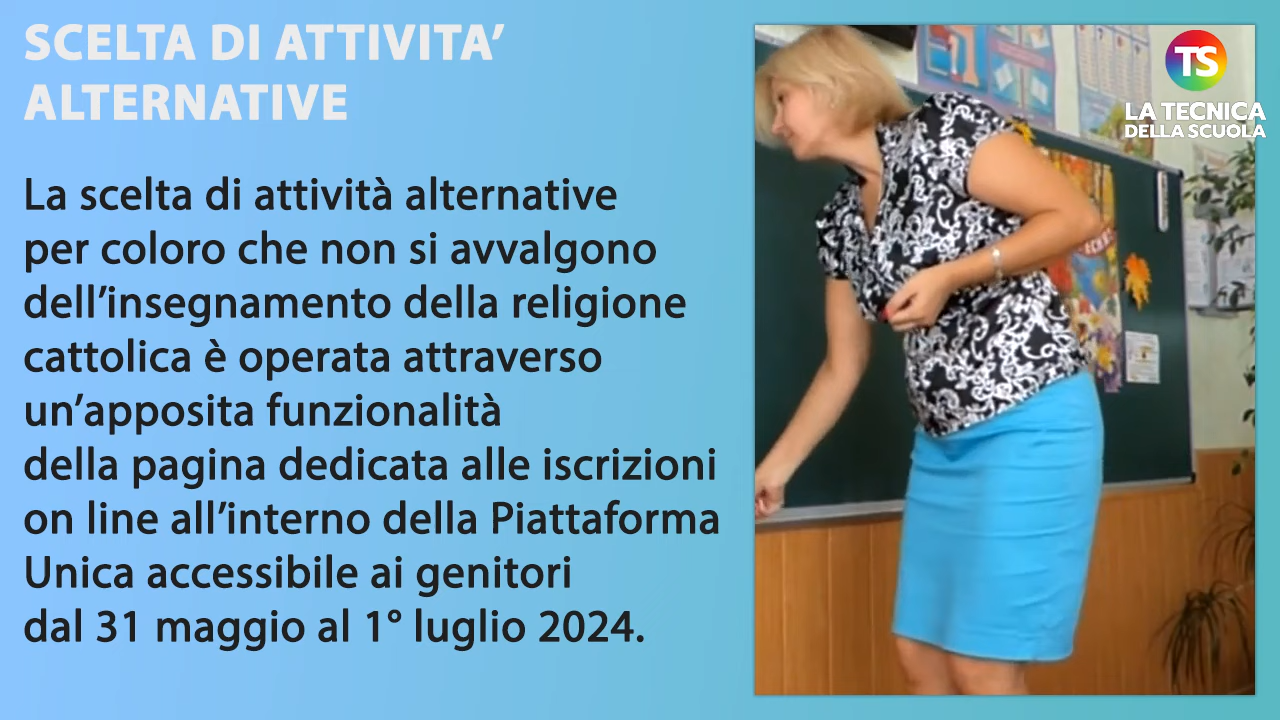 SCELTA DI ATTIVITA’
ALTERNATIVE
La scelta di attività alternative
per coloro che non si avvalgono
dell’insegnamento della religione
cattolica è operata attraverso
un’apposita funzionalità
della pagina dedicata alle iscrizioni
on line all’interno della Piattaforma
Unica accessibile ai genitori
dal 31 maggio al 1° luglio 2024.
TS
LA TECNICA
DELLA SCUOLA